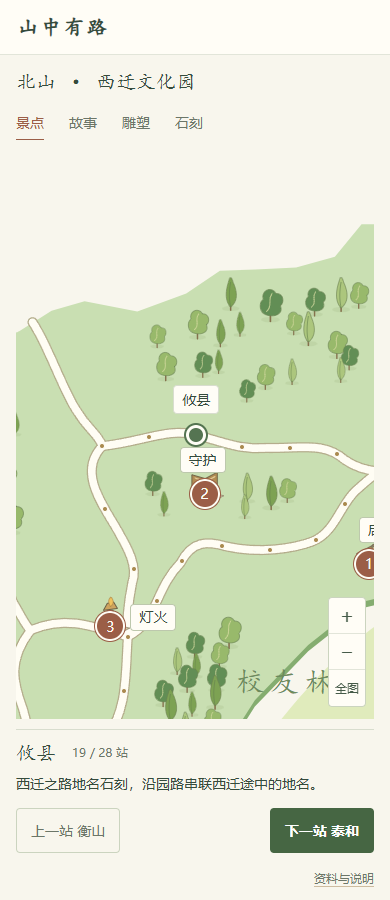 山中有路
北山 • 西迁文化园
景点 故事 雕塑 石刻
攸县
守护
2
后
1
灯火
3
+
−
全图
校友林
攸县 19 / 28 站
西迁之路地名石刻，沿园路串联西迁途中的地名。
上一站 衡山
下一站 泰和
资料与说明